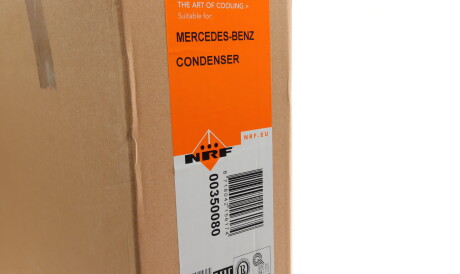 THE ART OF COOLING >
Suitable for:
MERCEDES-BENZ
CONDENSER
NRF.EU
NRF
00350080